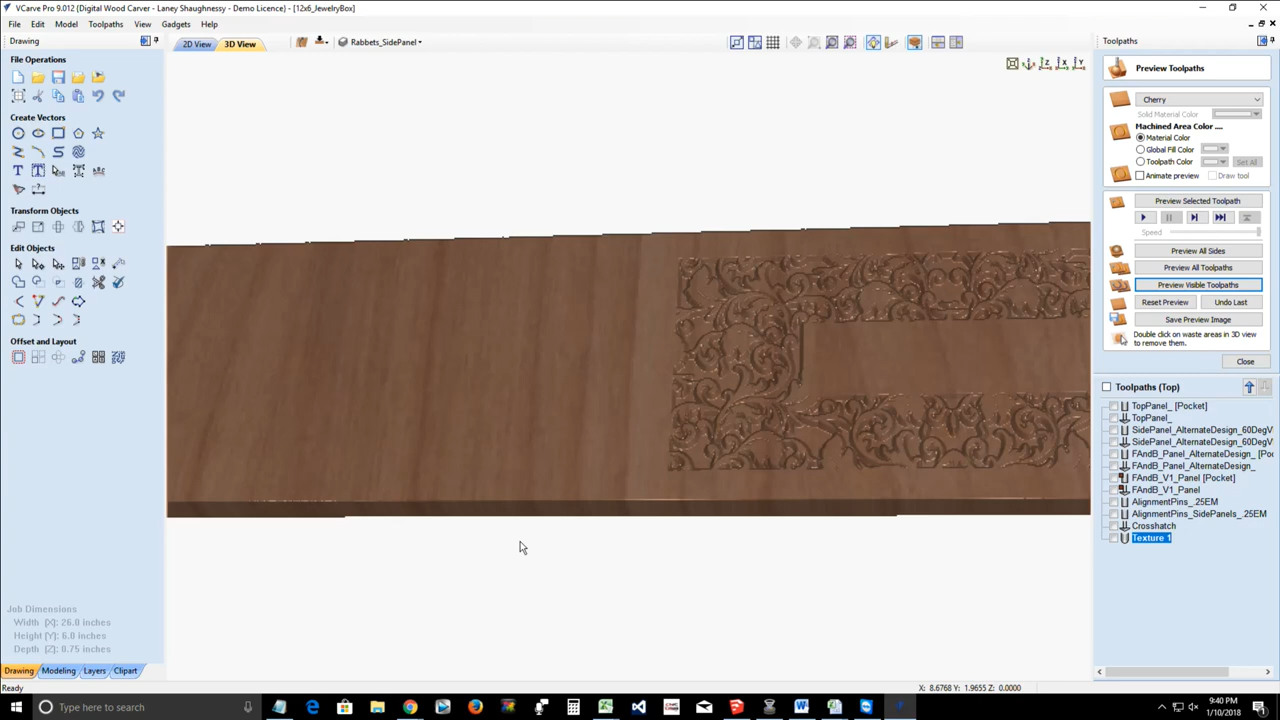 VCarve Pro 9.012 (Digital Wood Carver - Laney Shaughnessy - Demo Licence) - [12x6_JewelryBox]
File Edit Model Toolpaths View Gadgets Help
Drawing
2D View 3D View Rabbets_SidePanel
Toolpaths
File Operations
Create Vectors
Transform Objects
Edit Objects
Offset and Layout
Job Dimensions
Width (X): 26.0 inches
Height (Y): 6.0 inches
Depth (Z): 0.75 inches
Drawing Modeling Layers Clipart
Ready
X: 8.6768 Y: 1.9655 Z: 0.0000
Preview Toolpaths
Cherry
Solid Material Color
Machined Area Color ....
Material Color
Global Fill Color
Toolpath Color Set All
Animate preview Draw tool
Preview Selected Toolpath
Speed
Preview All Sides
Preview All Toolpaths
Preview Visible Toolpaths
Reset Preview Undo Last
Save Preview Image
Double click on waste areas in 3D view
to remove them.
Close
Toolpaths (Top)
TopPanel_ [Pocket]
TopPanel_
SidePanel_AlternateDesign_60DegV
SidePanel_AlternateDesign_60DegV
FAndB_Panel_AlternateDesign_ [Po
FAndB_Panel_AlternateDesign_
FAndB_V1_Panel [Pocket]
FAndB_V1_Panel
AlignmentPins_.25EM
AlignmentPins_SidePanels_.25EM
Crosshatch
Texture 1
Type here to search
9:40 PM
1/10/2018